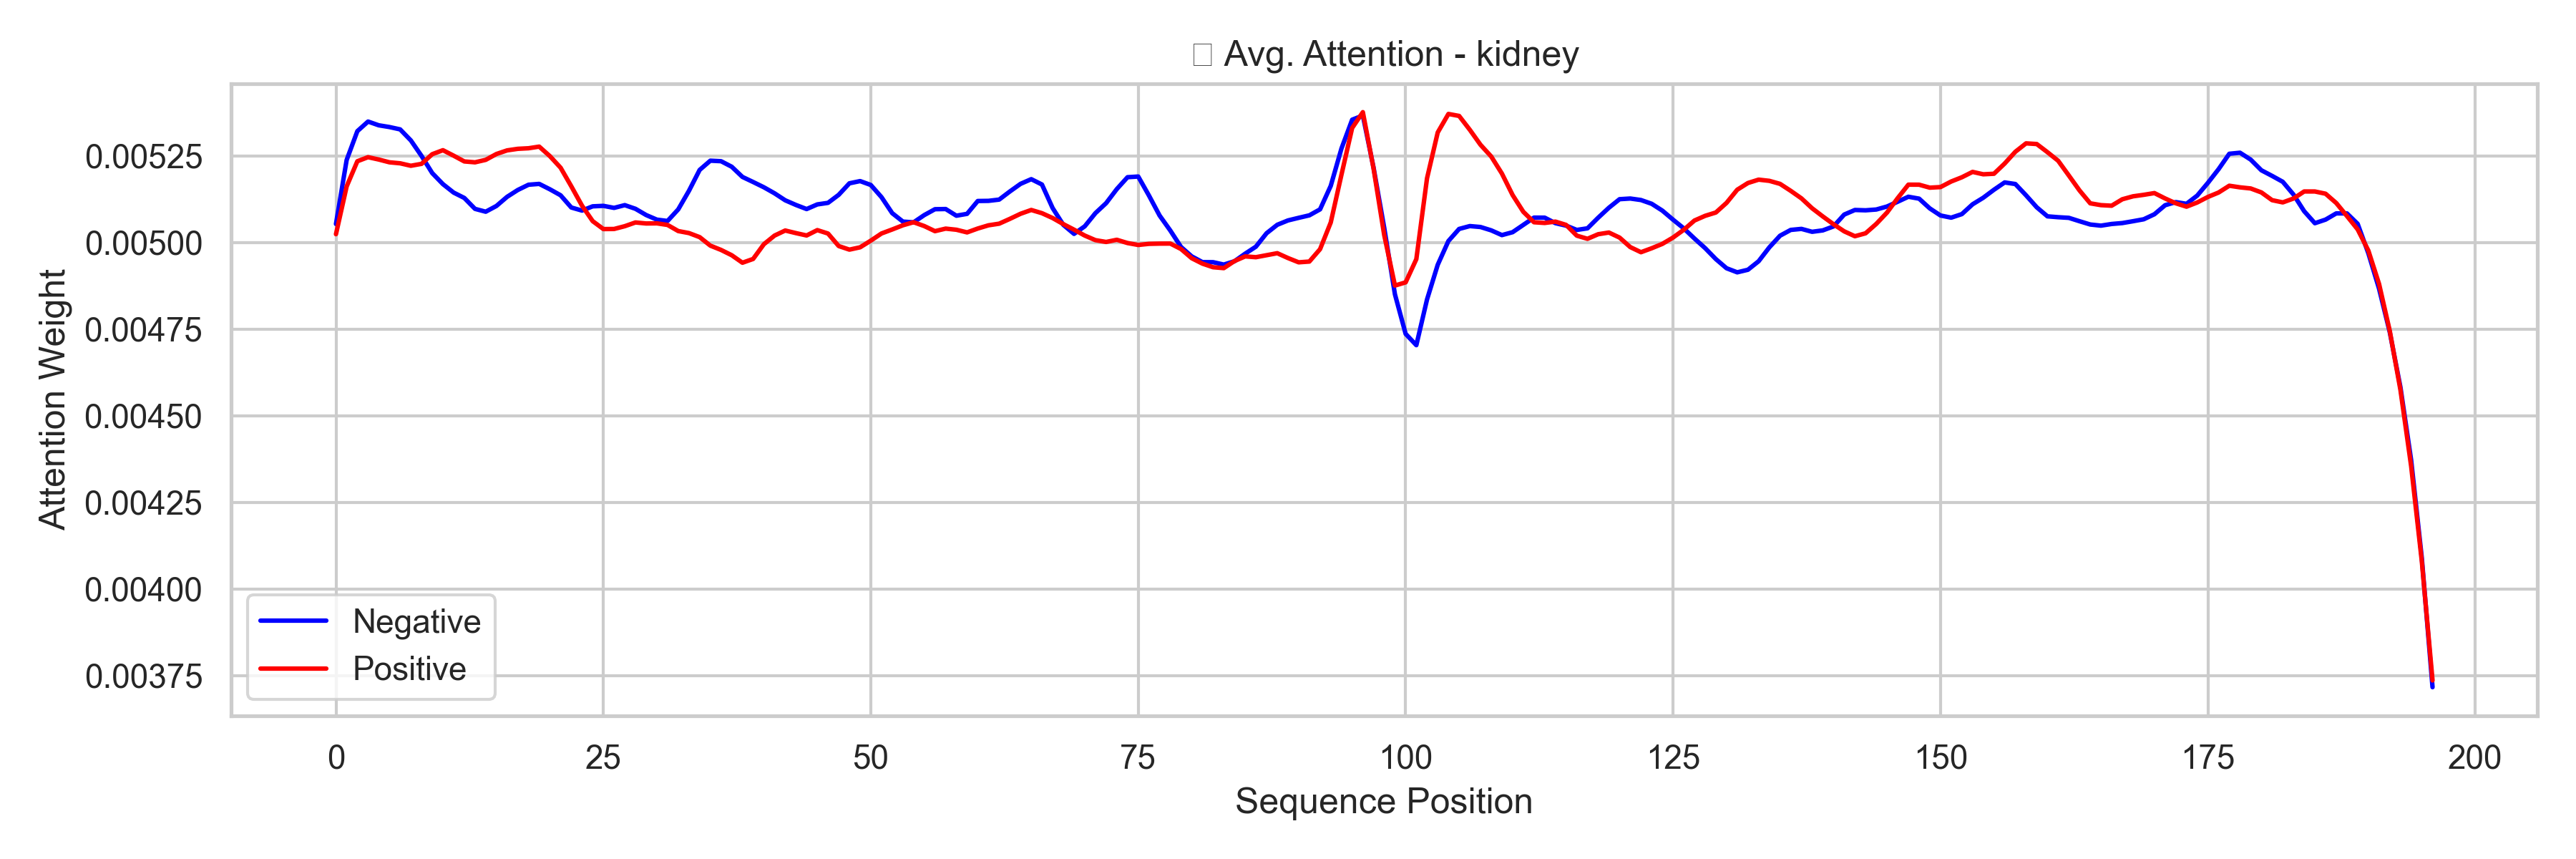 ▯ Avg. Attention - kidney
Attention Weight
0.00525
0.00500
0.00475
0.00450
0.00425
0.00400
0.00375
Negative
Positive
0 25 50 75 100 125 150 175 200
Sequence Position